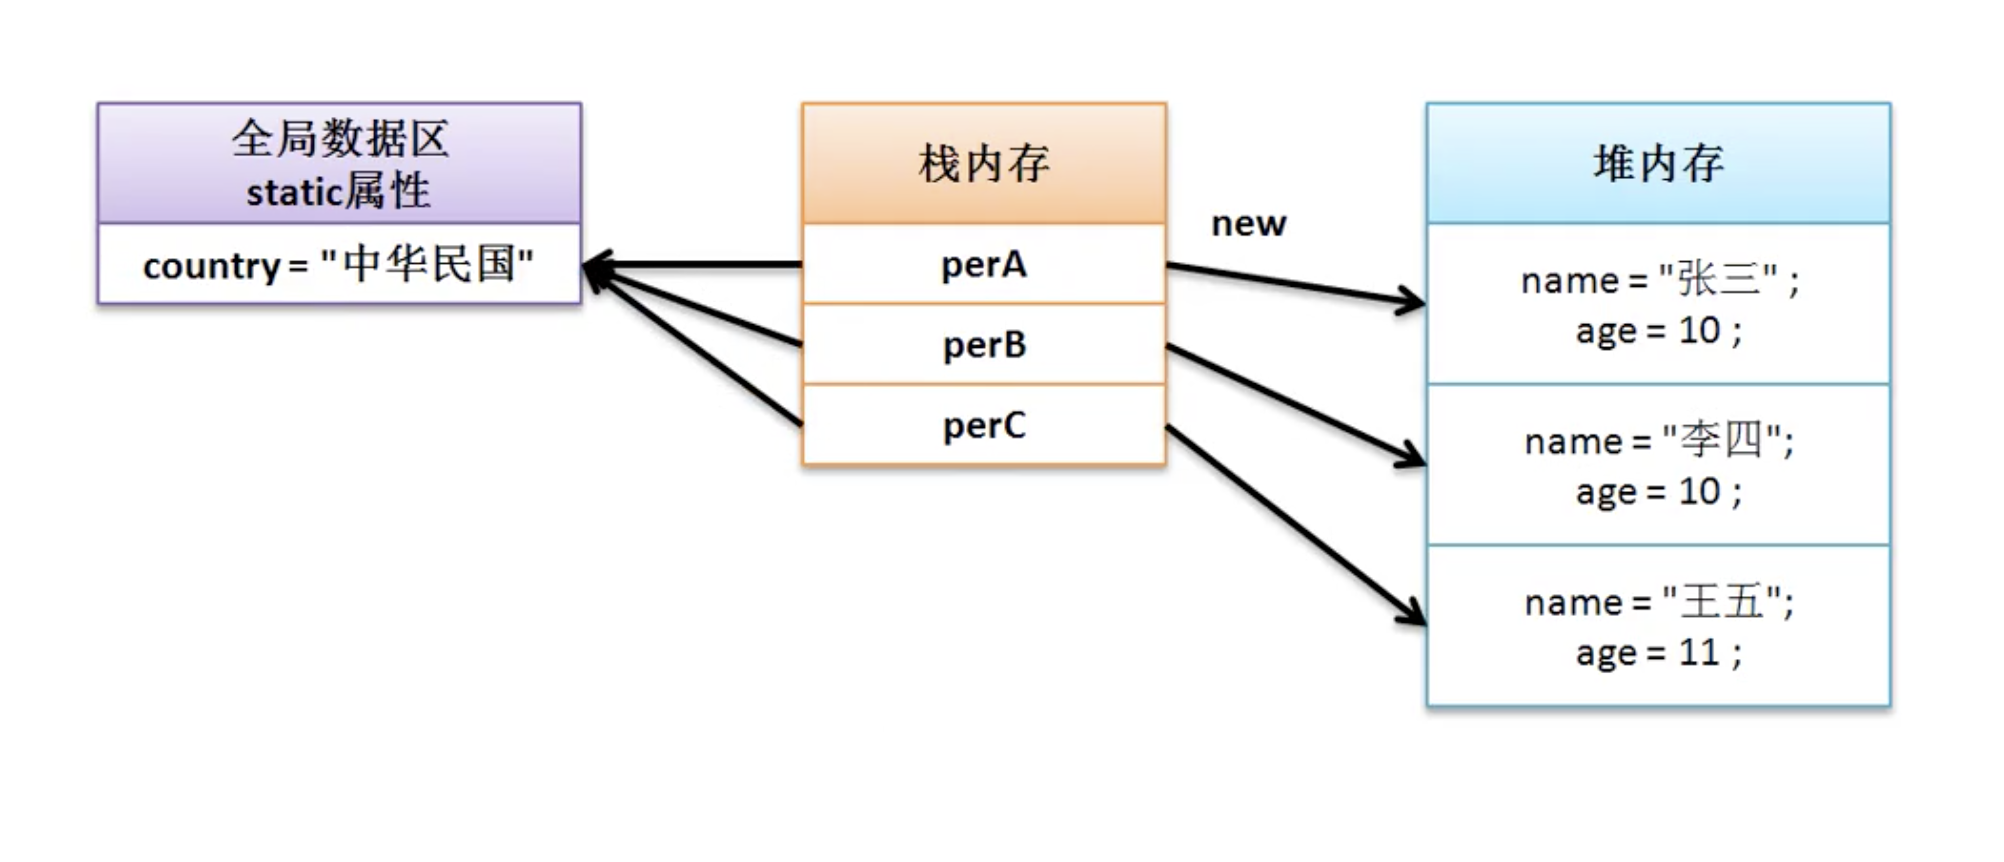 全局数据区
static属性
country = "中华民国"
栈内存
perA
perB
perC
new
堆内存
name = "张三" ;
age = 10 ;
name = "李四";
age = 10 ;
name = "王五";
age = 11 ;